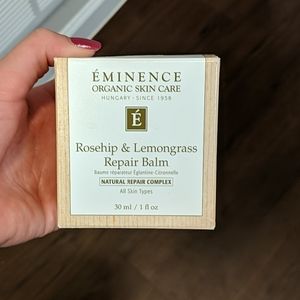 ÉMINENCE
ORGANIC SKIN CARE
HUNGARY • SINCE 1958
É
Rosehip & Lemongrass
Repair Balm
Baume réparateur Églantine-Citronnelle
NATURAL REPAIR COMPLEX
All Skin Types
30 ml / 1 fl oz